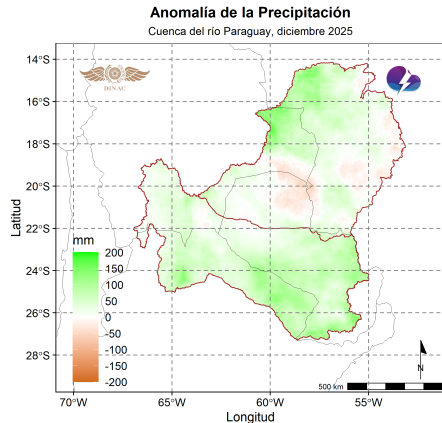 Anomalía de la Precipitación
Cuenca del río Paraguay, diciembre 2025
14°S
16°S
18°S
20°S
22°S
24°S
26°S
28°S
Latitud
DINAC
mm
200
150
100
50
0
-50
-100
-150
-200
N
500 km
70°W
65°W
60°W
55°W
Longitud